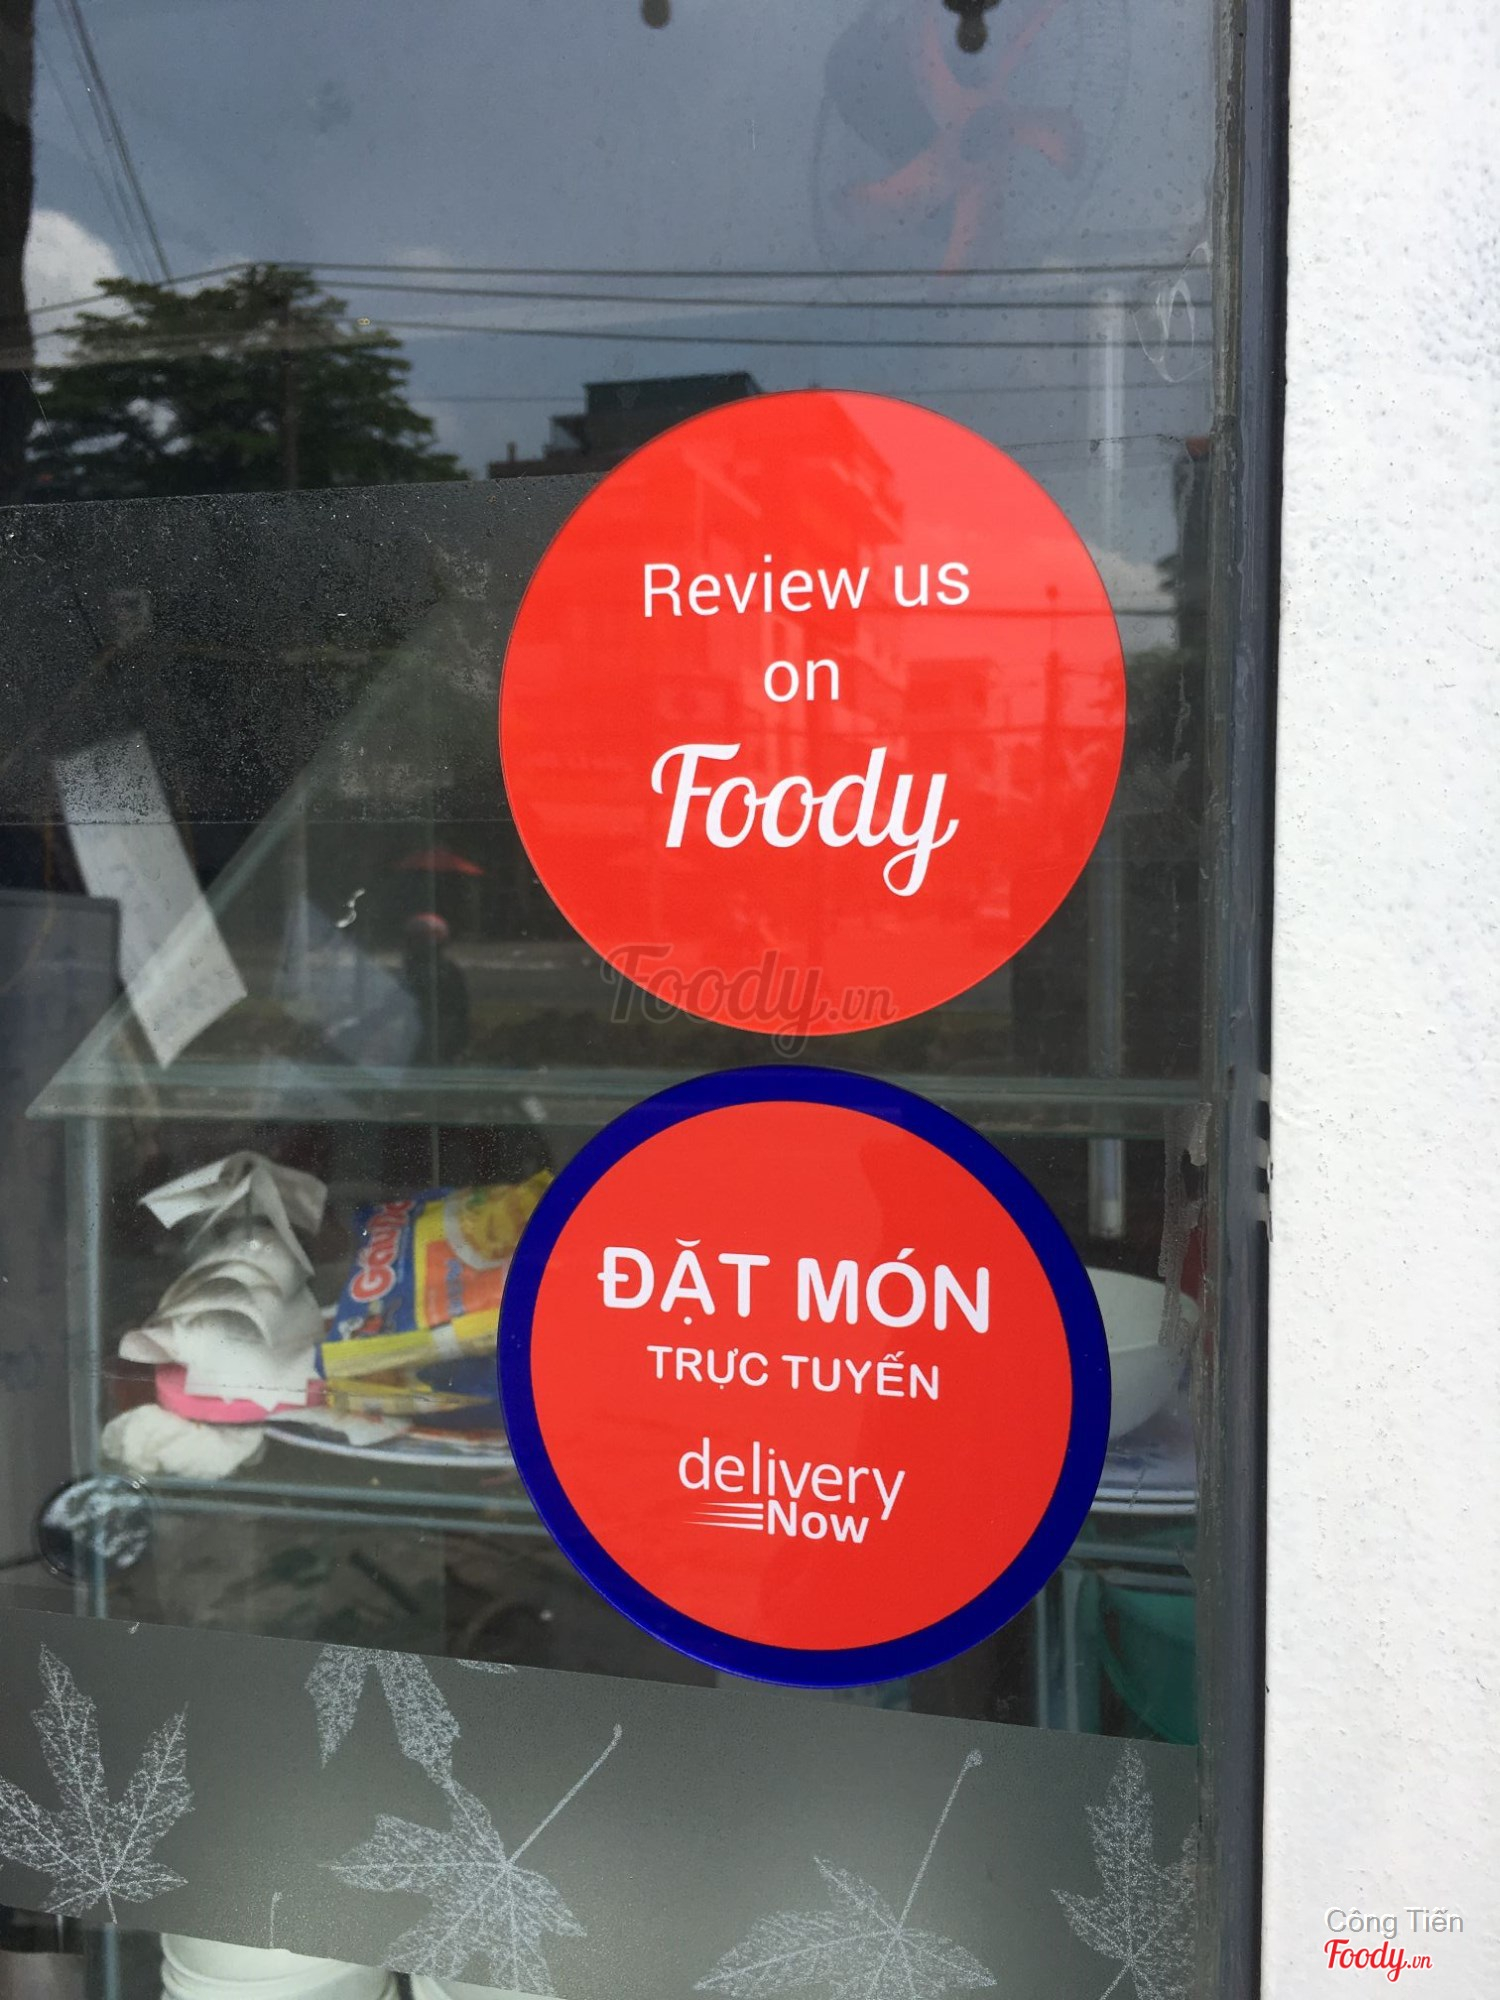 Review us
on
Foody
Foody.vn
ĐẶT MÓN
TRỰC TUYẾN
delivery
Now
Công Tiến
Foody.vn